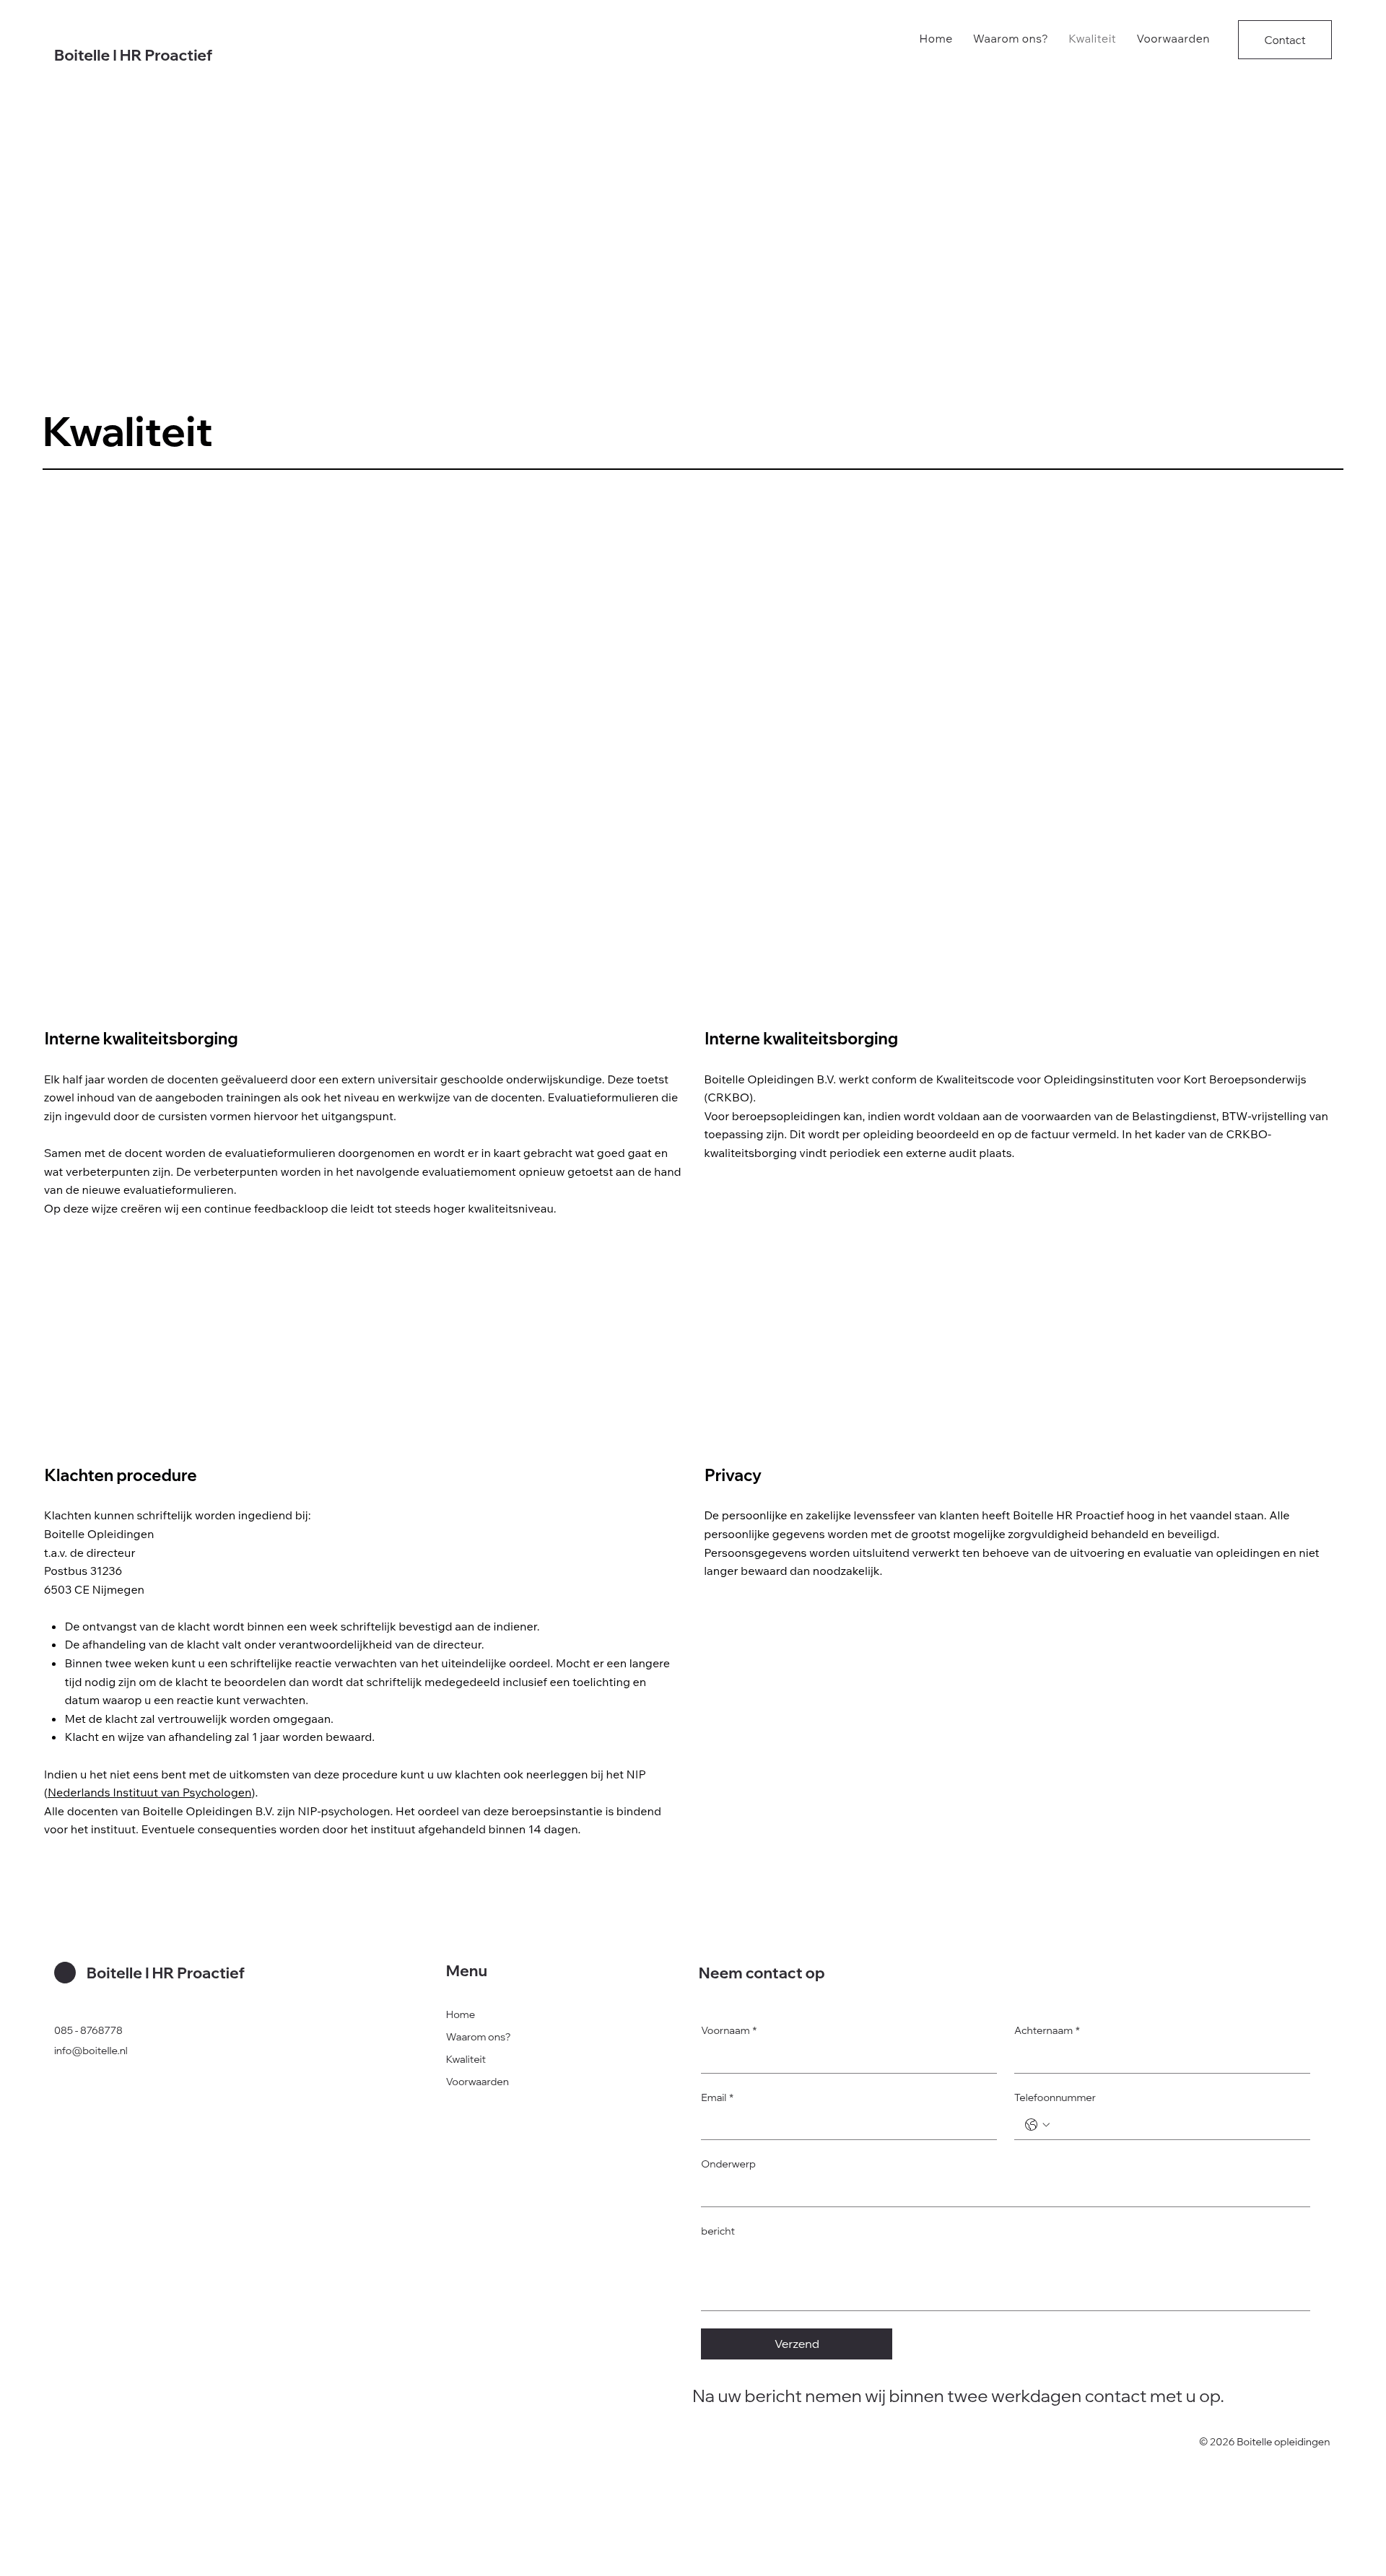 Boitelle l HR Proactief
Home
Waarom ons?
Kwaliteit
Voorwaarden
Contact
Kwaliteit
Interne kwaliteitsborging
Elk half jaar worden de docenten geëvalueerd door een extern universitair geschoolde onderwijskundige. Deze toetst
zowel inhoud van de aangeboden trainingen als ook het niveau en werkwijze van de docenten. Evaluatieformulieren die
zijn ingevuld door de cursisten vormen hiervoor het uitgangspunt.
Samen met de docent worden de evaluatieformulieren doorgenomen en wordt er in kaart gebracht wat goed gaat en
wat verbeterpunten zijn. De verbeterpunten worden in het navolgende evaluatiemoment opnieuw getoetst aan de hand
van de nieuwe evaluatieformulieren.
Op deze wijze creëren wij een continue feedbackloop die leidt tot steeds hoger kwaliteitsniveau.
Interne kwaliteitsborging
Boitelle Opleidingen B.V. werkt conform de Kwaliteitscode voor Opleidingsinstituten voor Kort Beroepsonderwijs
(CRKBO).
Voor beroepsopleidingen kan, indien wordt voldaan aan de voorwaarden van de Belastingdienst, BTW-vrijstelling van
toepassing zijn. Dit wordt per opleiding beoordeeld en op de factuur vermeld. In het kader van de CRKBO-
kwaliteitsborging vindt periodiek een externe audit plaats.
Klachten procedure
Klachten kunnen schriftelijk worden ingediend bij:
Boitelle Opleidingen
t.a.v. de directeur
Postbus 31236
6503 CE Nijmegen
• De ontvangst van de klacht wordt binnen een week schriftelijk bevestigd aan de indiener.
• De afhandeling van de klacht valt onder verantwoordelijkheid van de directeur.
• Binnen twee weken kunt u een schriftelijke reactie verwachten van het uiteindelijke oordeel. Mocht er een langere
tijd nodig zijn om de klacht te beoordelen dan wordt dat schriftelijk medegedeeld inclusief een toelichting en
datum waarop u een reactie kunt verwachten.
• Met de klacht zal vertrouwelijk worden omgegaan.
• Klacht en wijze van afhandeling zal 1 jaar worden bewaard.
Indien u het niet eens bent met de uitkomsten van deze procedure kunt u uw klachten ook neerleggen bij het NIP
(Nederlands Instituut van Psychologen).
Alle docenten van Boitelle Opleidingen B.V. zijn NIP-psychologen. Het oordeel van deze beroepsinstantie is bindend
voor het instituut. Eventuele consequenties worden door het instituut afgehandeld binnen 14 dagen.
Privacy
De persoonlijke en zakelijke levenssfeer van klanten heeft Boitelle HR Proactief hoog in het vaandel staan. Alle
persoonlijke gegevens worden met de grootst mogelijke zorgvuldigheid behandeld en beveiligd.
Persoonsgegevens worden uitsluitend verwerkt ten behoeve van de uitvoering en evaluatie van opleidingen en niet
langer bewaard dan noodzakelijk.
Boitelle l HR Proactief
085 - 8768778
info@boitelle.nl
Menu
Home
Waarom ons?
Kwaliteit
Voorwaarden
Neem contact op
Voornaam *
Achternaam *
Email *
Telefoonnummer
Onderwerp
bericht
Verzend
Na uw bericht nemen wij binnen twee werkdagen contact met u op.
© 2026 Boitelle opleidingen